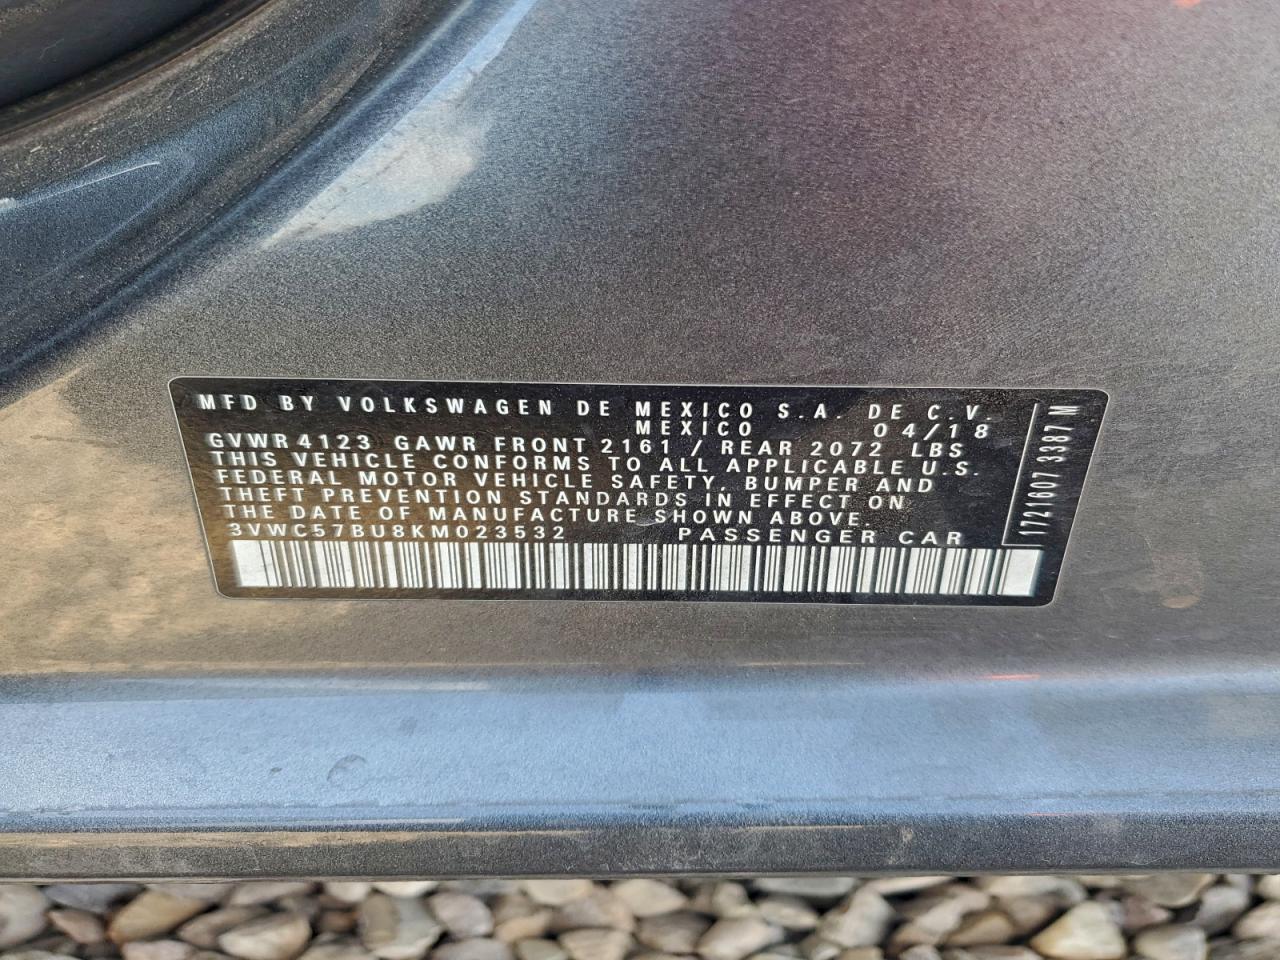 MFD BY VOLKSWAGEN DE MEXICO S.A. DE C.V.
MEXICO 04/18
GVWR 4123 GAWR FRONT 2161 / REAR 2072 LBS
THIS VEHICLE CONFORMS TO ALL APPLICABLE U.S.
FEDERAL MOTOR VEHICLE SAFETY, BUMPER AND
THEFT PREVENTION STANDARDS IN EFFECT ON
THE DATE OF MANUFACTURE SHOWN ABOVE.
3VWC57BU8KM023532 PASSENGER CAR
1721607 3387 M